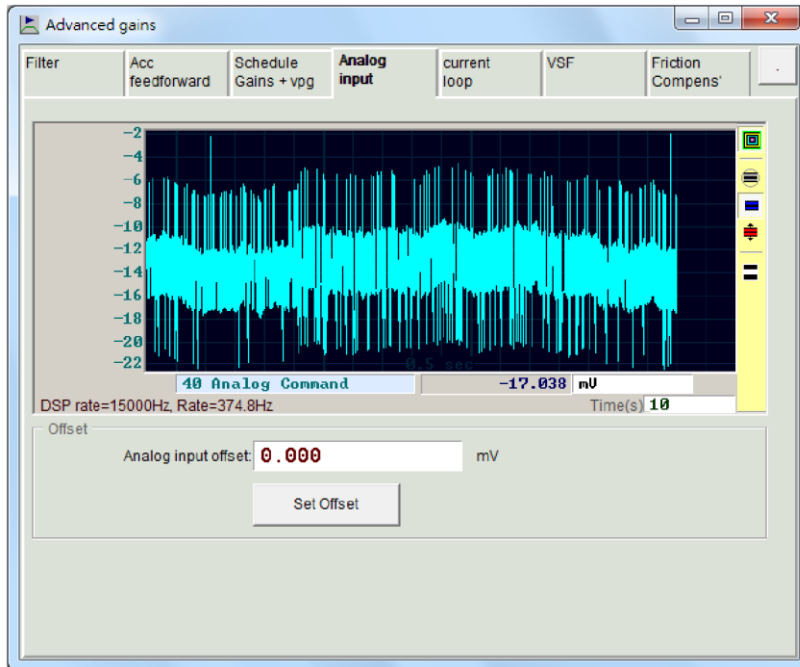 Advanced gains
Filter
Acc feedforward
Schedule Gains + vpg
Analog input
current loop
VSF
Friction Compens'
.
-2
-4
-6
-8
-10
-12
-14
-16
-18
-20
-22
0.5 sec
40 Analog Command
-17.038 mV
DSP rate=15000Hz, Rate=374.8Hz
Time(s) 10
Offset
Analog input offset: 0.000 mV
Set Offset